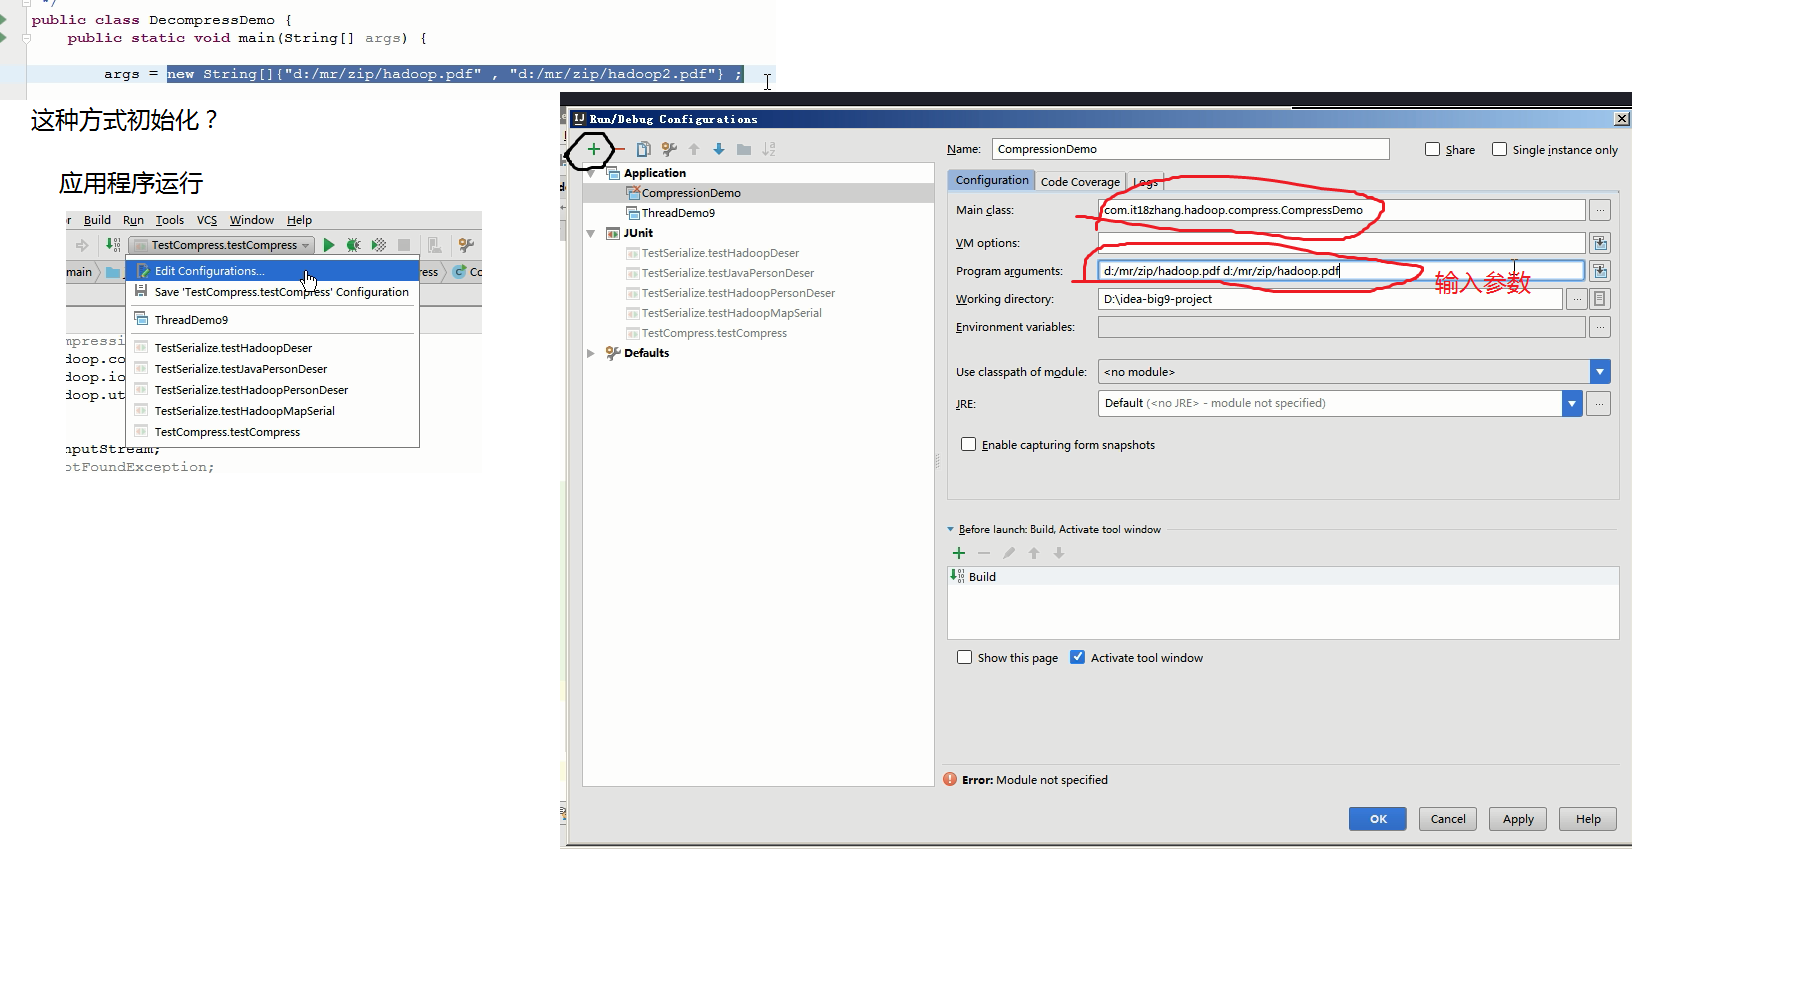 */
public class DecompressDemo {
public static void main(String[] args) {
args = new String[]{"d:/mr/zip/hadoop.pdf" , "d:/mr/zip/hadoop2.pdf"} ;
这种方式初始化？
应用程序运行
Build Run Tools VCS Window Help
TestCompress.testCompress
main
ress
Edit Configurations...
Save 'TestCompress.testCompress' Configuration
ThreadDemo9
TestSerialize.testHadoopDeser
TestSerialize.testJavaPersonDeser
TestSerialize.testHadoopPersonDeser
TestSerialize.testHadoopMapSerial
TestCompress.testCompress
mpressi
doop.co
doop.io
doop.ut
nputStream;
otFoundException;
Run/Debug Configurations
Application
CompressionDemo
ThreadDemo9
JUnit
TestSerialize.testHadoopDeser
TestSerialize.testJavaPersonDeser
TestSerialize.testHadoopPersonDeser
TestSerialize.testHadoopMapSerial
TestCompress.testCompress
Defaults
Name: CompressionDemo Share Single instance only
Configuration Code Coverage Logs
Main class: com.it18zhang.hadoop.compress.CompressDemo
VM options:
Program arguments: d:/mr/zip/hadoop.pdf d:/mr/zip/hadoop.pdf
输入参数
Working directory: D:\idea-big9-project
Environment variables:
Use classpath of module: <no module>
JRE: Default (<no JRE> - module not specified)
Enable capturing form snapshots
Before launch: Build, Activate tool window
Build
Show this page Activate tool window
Error: Module not specified
OK Cancel Apply Help